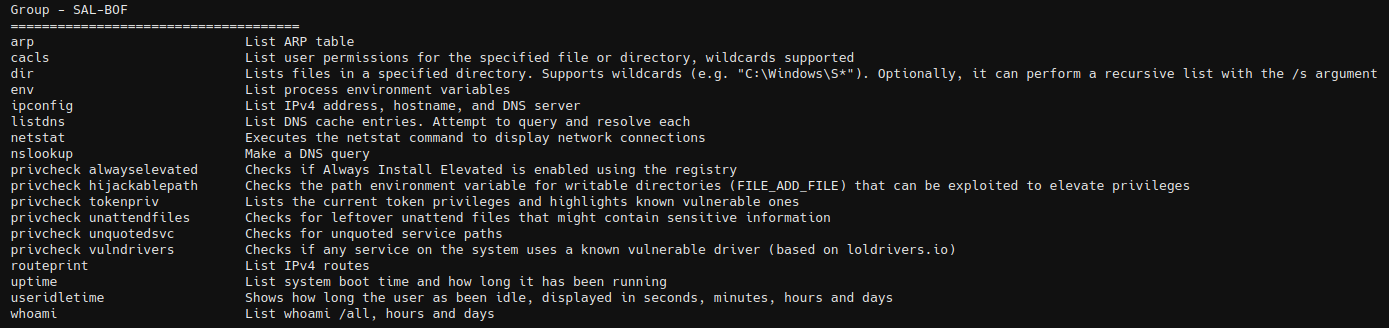 Group - SAL-BOF
=====================================
arp                           List ARP table
cacls                         List user permissions for the specified file or directory, wildcards supported
dir                           Lists files in a specified directory. Supports wildcards (e.g. "C:\Windows\S*"). Optionally, it can perform a recursive list with the /s argument
env                           List process environment variables
ipconfig                      List IPv4 address, hostname, and DNS server
listdns                       List DNS cache entries. Attempt to query and resolve each
netstat                       Executes the netstat command to display network connections
nslookup                      Make a DNS query
privcheck alwayselevated      Checks if Always Install Elevated is enabled using the registry
privcheck hijackablepath      Checks the path environment variable for writable directories (FILE_ADD_FILE) that can be exploited to elevate privileges
privcheck tokenpriv           Lists the current token privileges and highlights known vulnerable ones
privcheck unattendfiles       Checks for leftover unattend files that might contain sensitive information
privcheck unquotedsvc         Checks for unquoted service paths
privcheck vulndrivers         Checks if any service on the system uses a known vulnerable driver (based on loldrivers.io)
routeprint                    List IPv4 routes
uptime                        List system boot time and how long it has been running
useridletime                  Shows how long the user as been idle, displayed in seconds, minutes, hours and days
whoami                        List whoami /all, hours and days